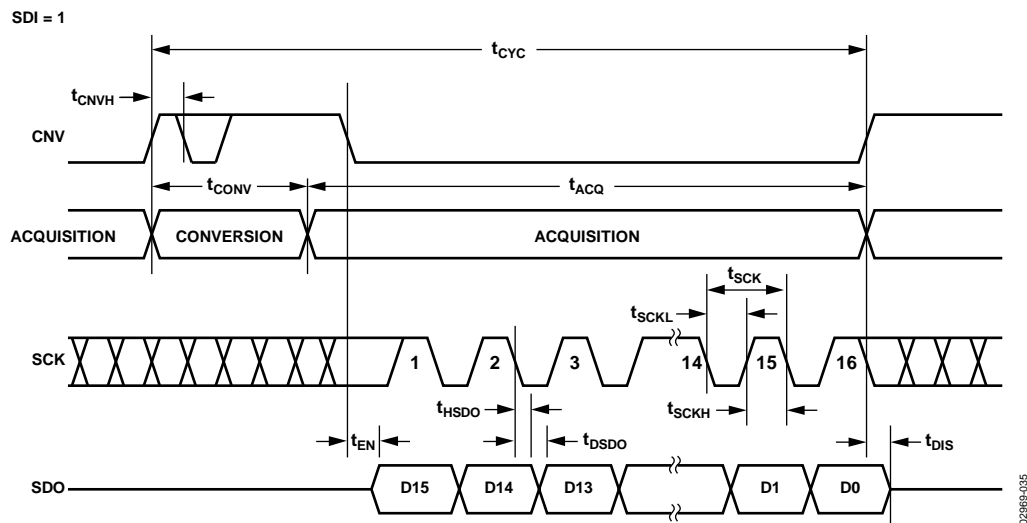 SDI = 1
tCYC
tCNVH
CNV
tCONV tACQ
ACQUISITION CONVERSION ACQUISITION
tSCK
tSCKL
SCK 1 2 3 14 15 16
tHSDO tSCKH
tEN tDSDO tDIS
SDO D15 D14 D13 D1 D0
02969-035